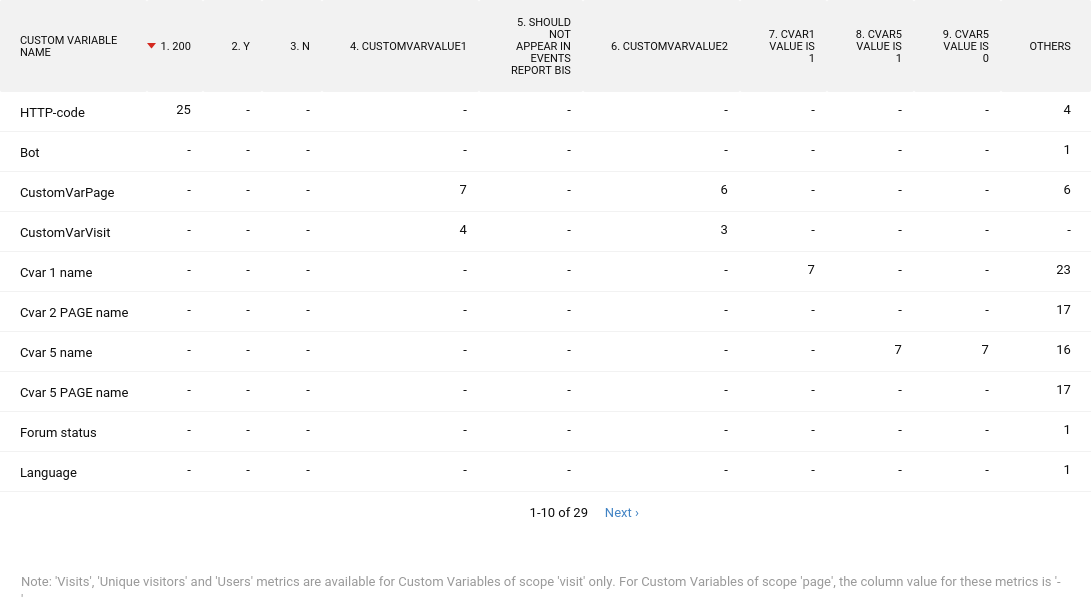 CUSTOM VARIABLE NAME 1. 200 2. Y 3. N 4. CUSTOMVARVALUE1 5. SHOULD NOT APPEAR IN EVENTS REPORT BIS 6. CUSTOMVARVALUE2 7. CVAR1 VALUE IS 1 8. CVAR5 VALUE IS 1 9. CVAR5 VALUE IS 0 OTHERS
HTTP-code 25 - - - - - - - - 4
Bot - - - - - - - - - 1
CustomVarPage - - - 7 - 6 - - - 6
CustomVarVisit - - - 4 - 3 - - - -
Cvar 1 name - - - - - - 7 - - 23
Cvar 2 PAGE name - - - - - - - - - 17
Cvar 5 name - - - - - - - 7 7 16
Cvar 5 PAGE name - - - - - - - - - 17
Forum status - - - - - - - - - 1
Language - - - - - - - - - 1
1-10 of 29 Next ›
Note: 'Visits', 'Unique visitors' and 'Users' metrics are available for Custom Variables of scope 'visit' only. For Custom Variables of scope 'page', the column value for these metrics is '-
'